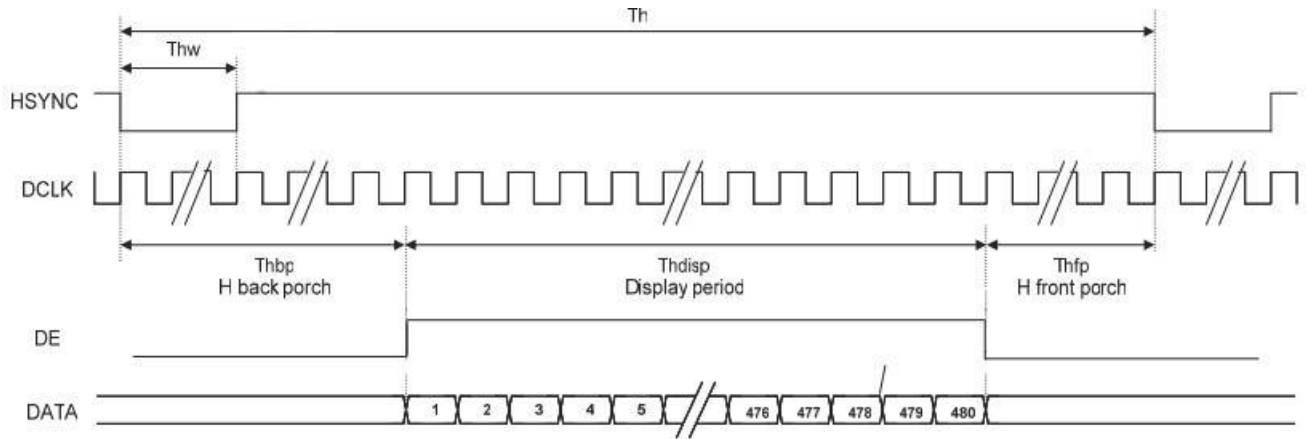 Th
Thw
HSYNC
DCLK
Thbp
H back porch
Thdisp
Display period
Thfp
H front porch
DE
DATA 1 2 3 4 5 476 477 478 479 480